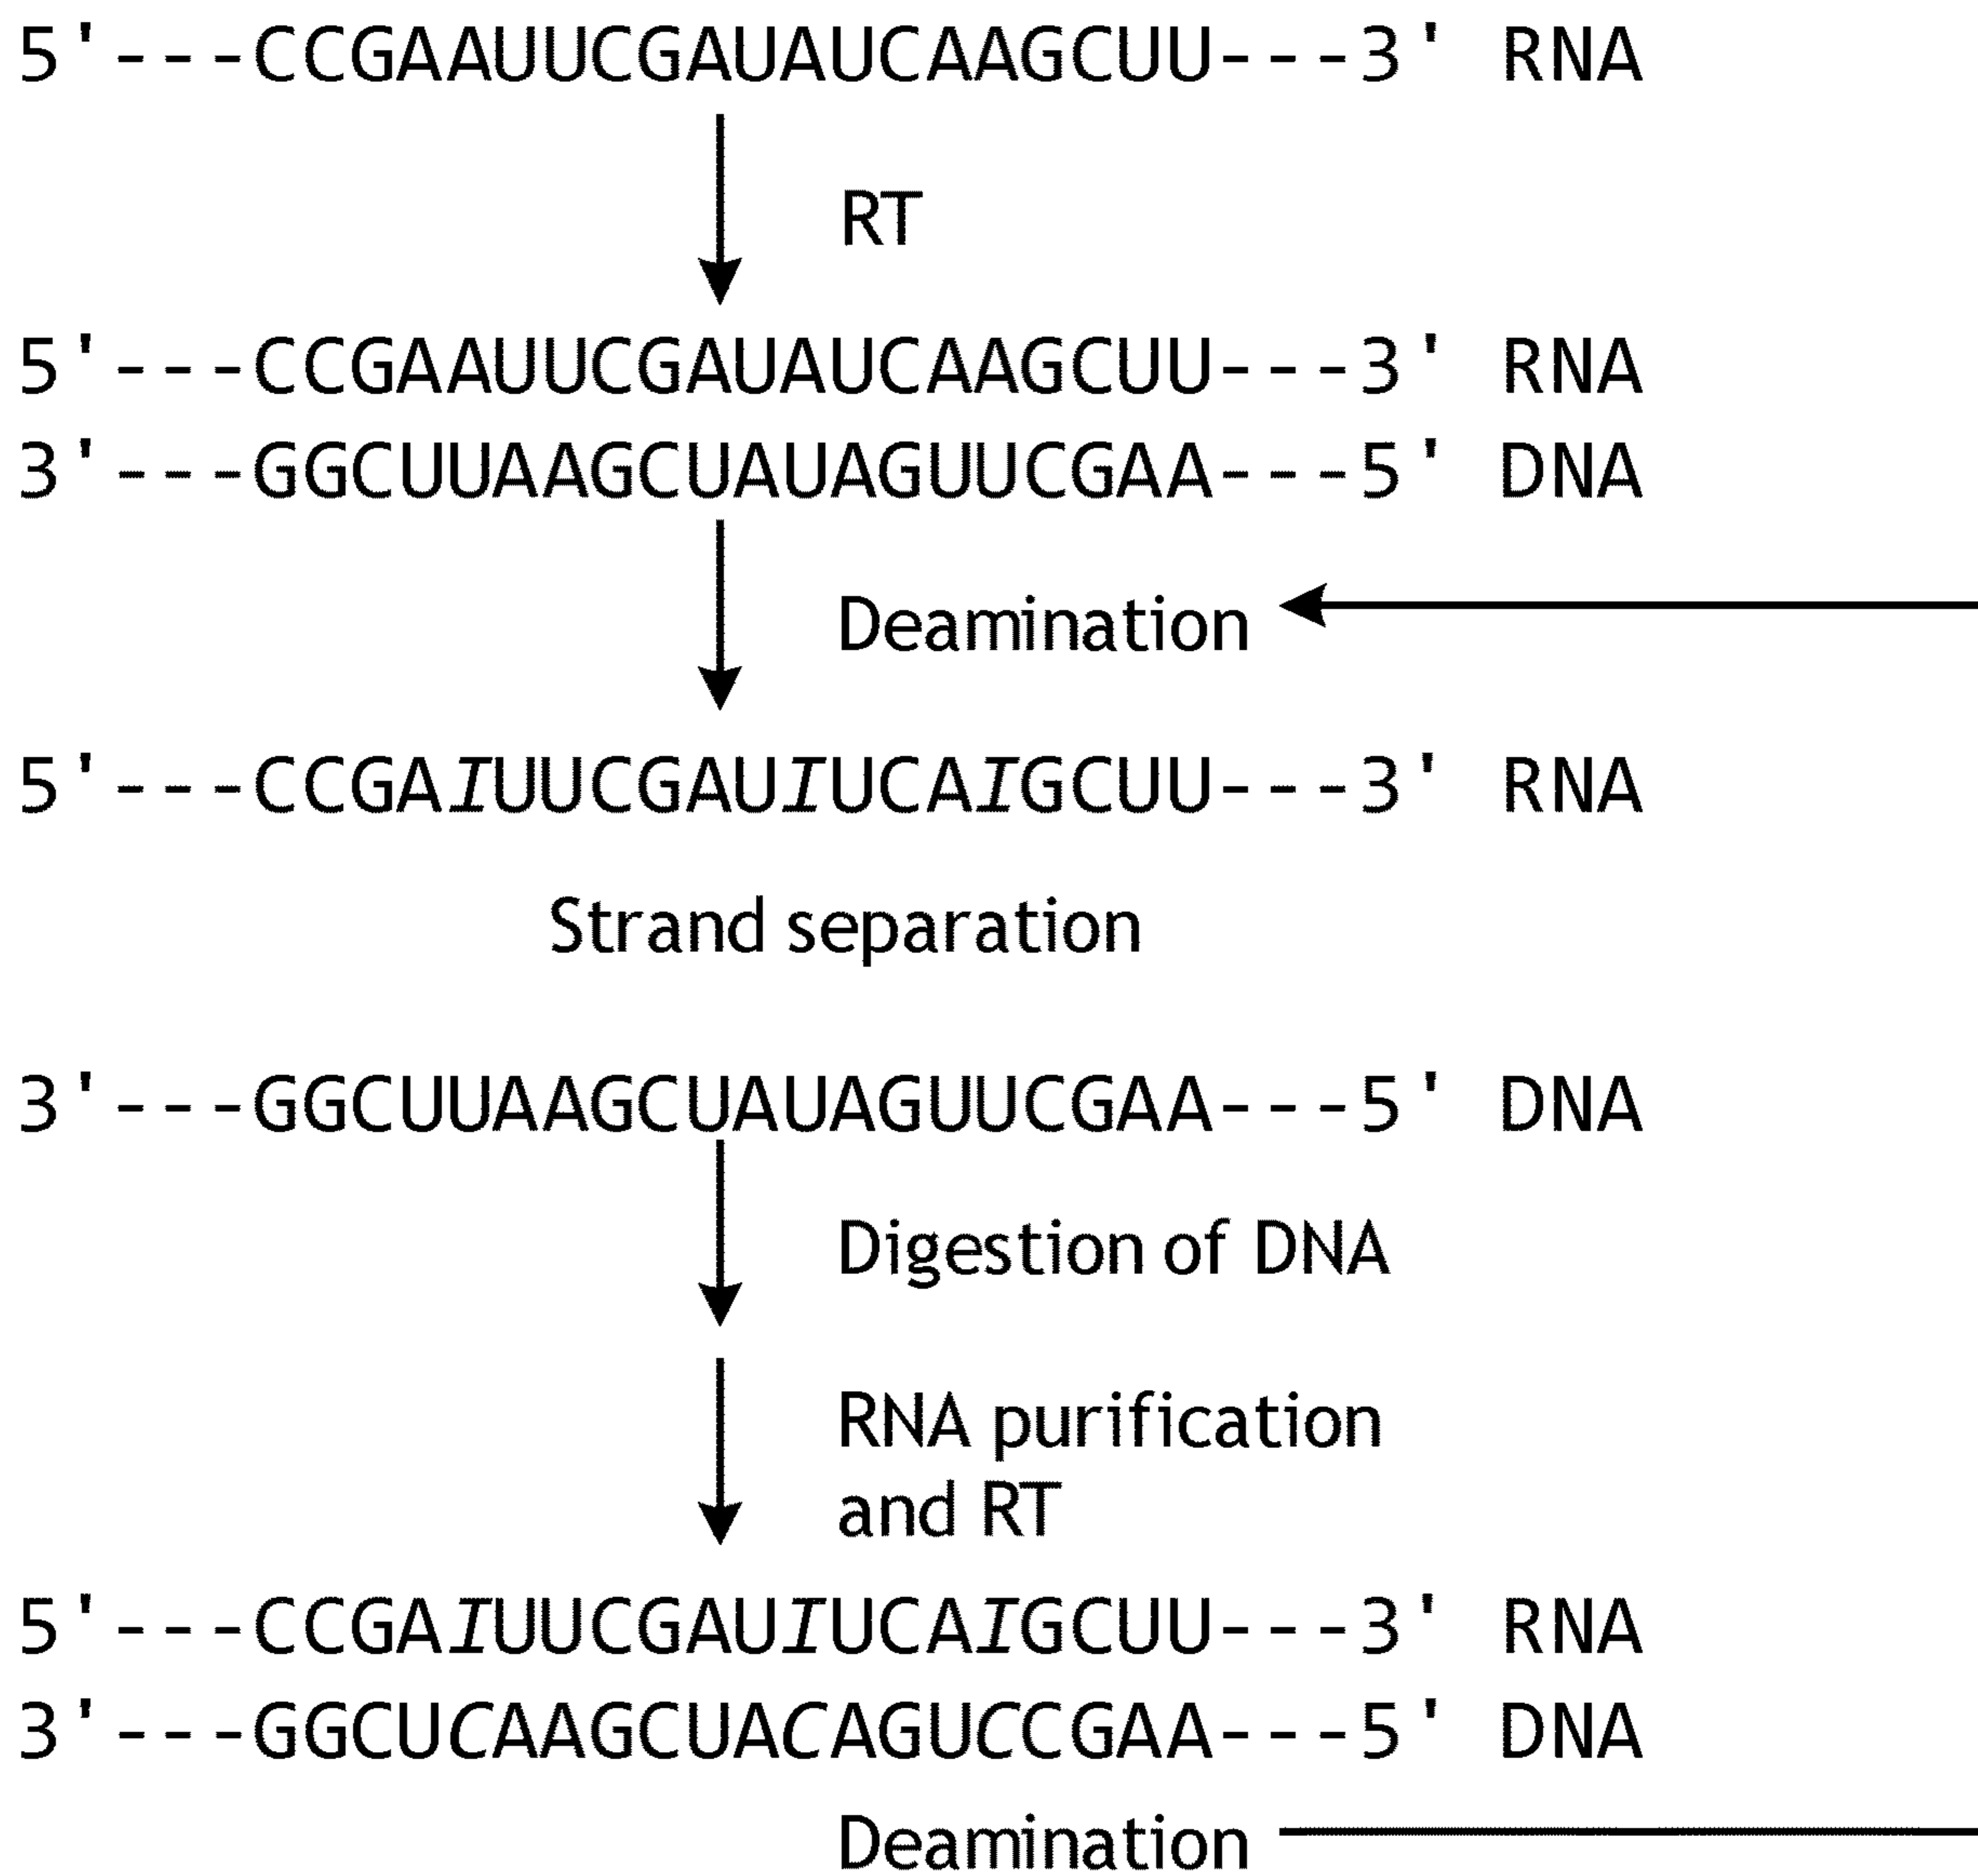 5'---CCGAAUUCGAUAUCAAGCUU---3' RNA
RT
5'---CCGAAUUCGAUAUCAAGCUU---3' RNA
3'---GGCUUAAGCUAUAGUUCGAA---5' DNA
Deamination
5'---CCGAIUUCGAUIUCAIGCUU---3' RNA
Strand separation
3'---GGCUUAAGCUAUAGUUCGAA---5' DNA
Digestion of DNA
RNA purification
and RT
5'---CCGAIUUCGAUIUCAIGCUU---3' RNA
3'---GGCUCAAGCUACAGUCCGAA---5' DNA
Deamination